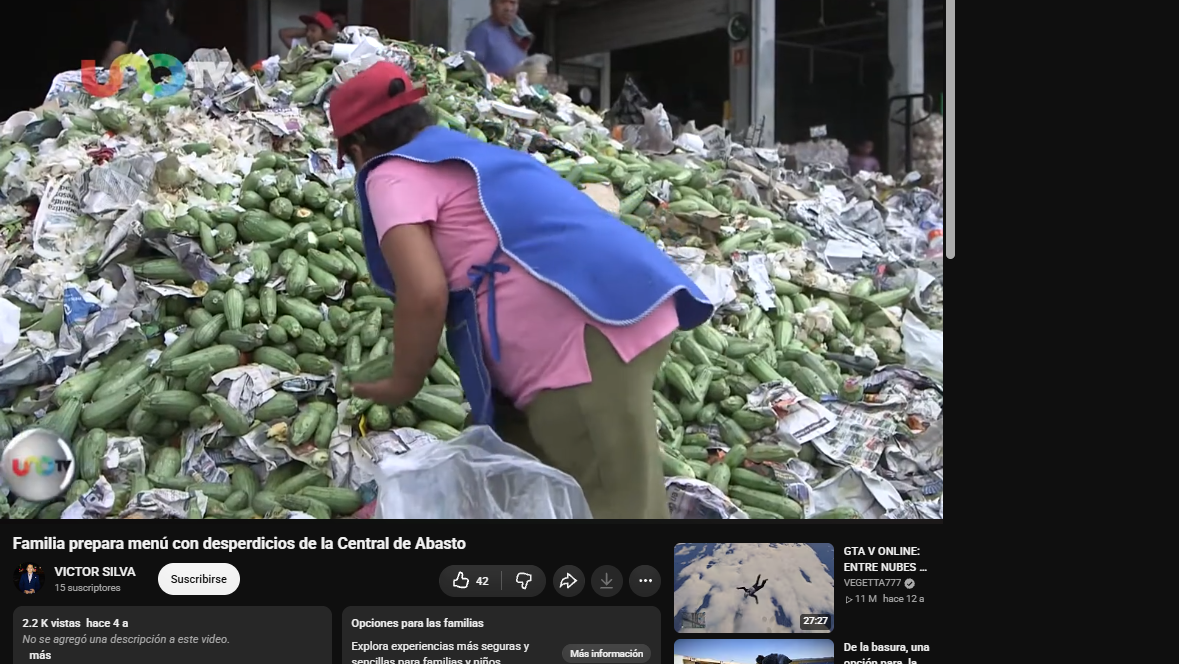 unoTV
unoTV
Familia prepara menú con desperdicios de la Central de Abasto
VICTOR SILVA
15 suscriptores
Suscribirse
42
2.2 K vistas hace 4 a
No se agregó una descripción a este video.
más
Opciones para las familias
Explora experiencias más seguras y
sencillas para familias y niños
Más información
27:27
GTA V ONLINE:
ENTRE NUBES ...
VEGETTA777
11 M hace 12 a
De la basura, una
opción para, la